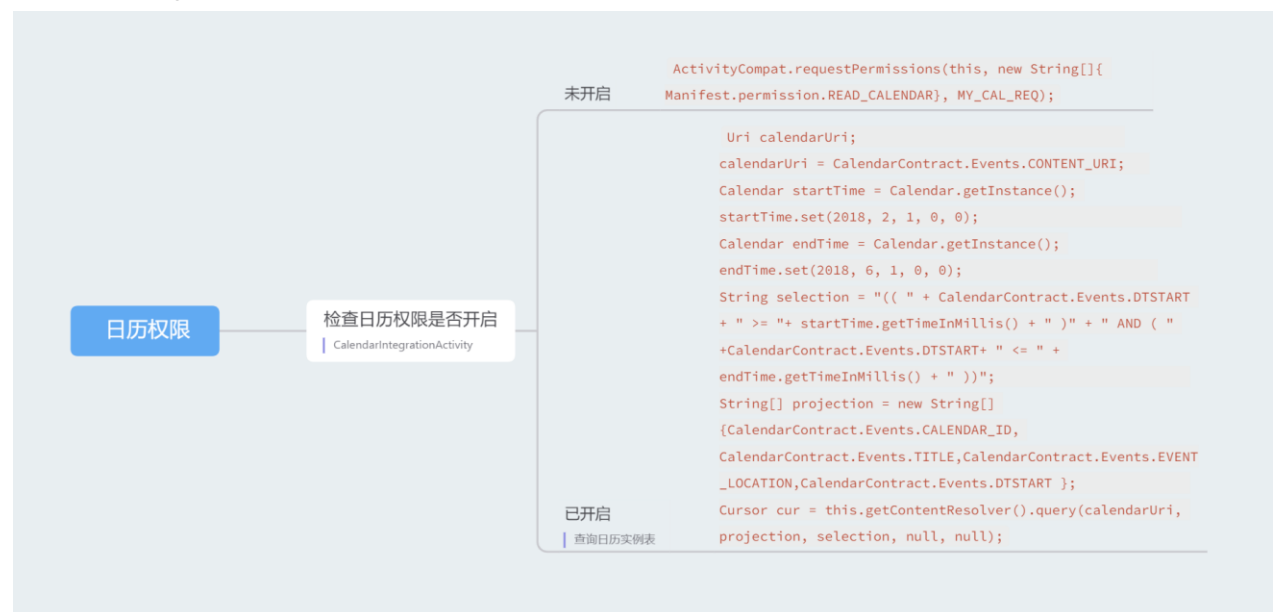 日历权限
检查日历权限是否开启
CalendarIntegrationActivity
未开启
ActivityCompat.requestPermissions(this, new String[]{
Manifest.permission.READ_CALENDAR}, MY_CAL_REQ);
已开启
查询日历实例表
Uri calendarUri;
calendarUri = CalendarContract.Events.CONTENT_URI;
Calendar startTime = Calendar.getInstance();
startTime.set(2018, 2, 1, 0, 0);
Calendar endTime = Calendar.getInstance();
endTime.set(2018, 6, 1, 0, 0);
String selection = "(( " + CalendarContract.Events.DTSTART
+ " >= "+ startTime.getTimeInMillis() + " )" + " AND ( "
+CalendarContract.Events.DTSTART+ " <= " +
endTime.getTimeInMillis() + " ))";
String[] projection = new String[]
{CalendarContract.Events.CALENDAR_ID,
CalendarContract.Events.TITLE,CalendarContract.Events.EVENT
_LOCATION,CalendarContract.Events.DTSTART };
Cursor cur = this.getContentResolver().query(calendarUri,
projection, selection, null, null);